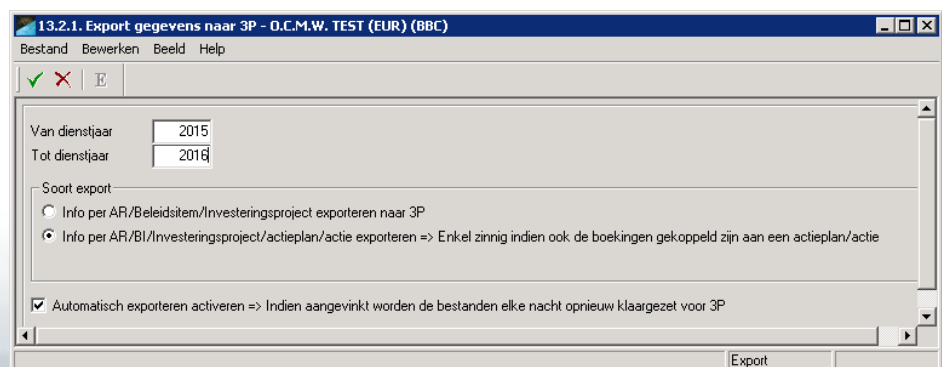 13.2.1. Export gegevens naar 3P - O.C.M.W. TEST (EUR) (BBC)
Bestand Bewerken Beeld Help
E
Van dienstjaar 2015
Tot dienstjaar 2016
Soort export
Info per AR/Beleidsitem/Investeringsproject exporteren naar 3P
Info per AR/BI/Investeringsproject/actieplan/actie exporteren => Enkel zinnig indien ook de boekingen gekoppeld zijn aan een actieplan/actie
Automatisch exporteren activeren => Indien aangevinkt worden de bestanden elke nacht opnieuw klaargezet voor 3P
Export